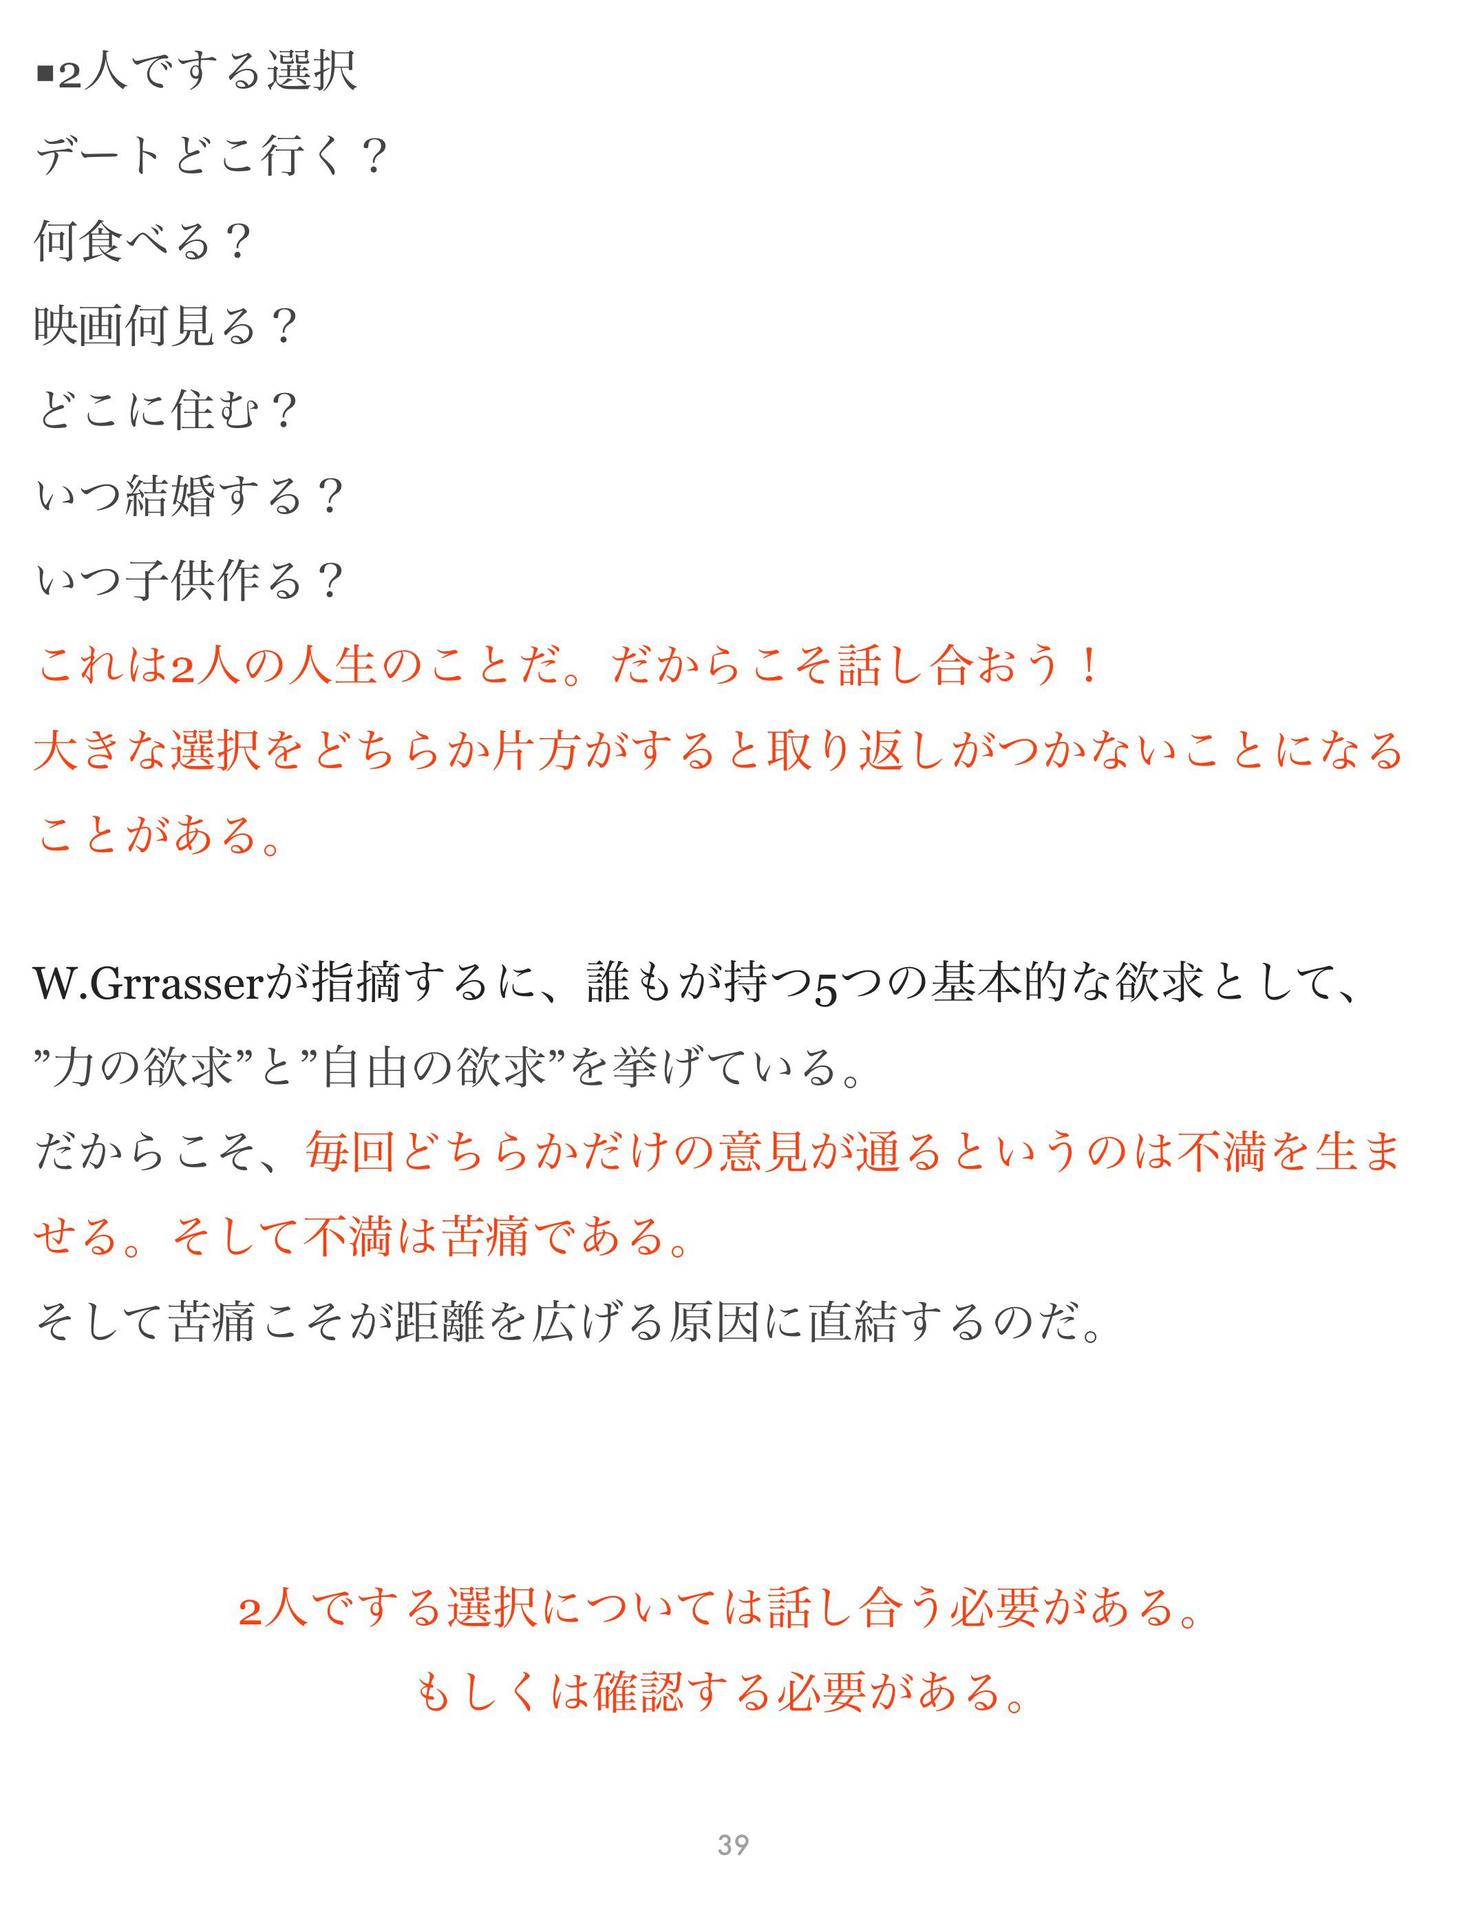 ■2人でする選択
デートどこ行く？
何食べる？
映画何見る？
どこに住む？
いつ結婚する？
いつ子供作る？
これは2人の人生のことだ。だからこそ話し合おう！
大きな選択をどちらか片方がすると取り返しがつかないことになる
ことがある。
W.Grrasserが指摘するに、誰もが持つ5つの基本的な欲求として、
”力の欲求”と”自由の欲求”を挙げている。
だからこそ、毎回どちらかだけの意見が通るというのは不満を生ま
せる。そして不満は苦痛である。
そして苦痛こそが距離を広げる原因に直結するのだ。
2人でする選択については話し合う必要がある。
もしくは確認する必要がある。
39